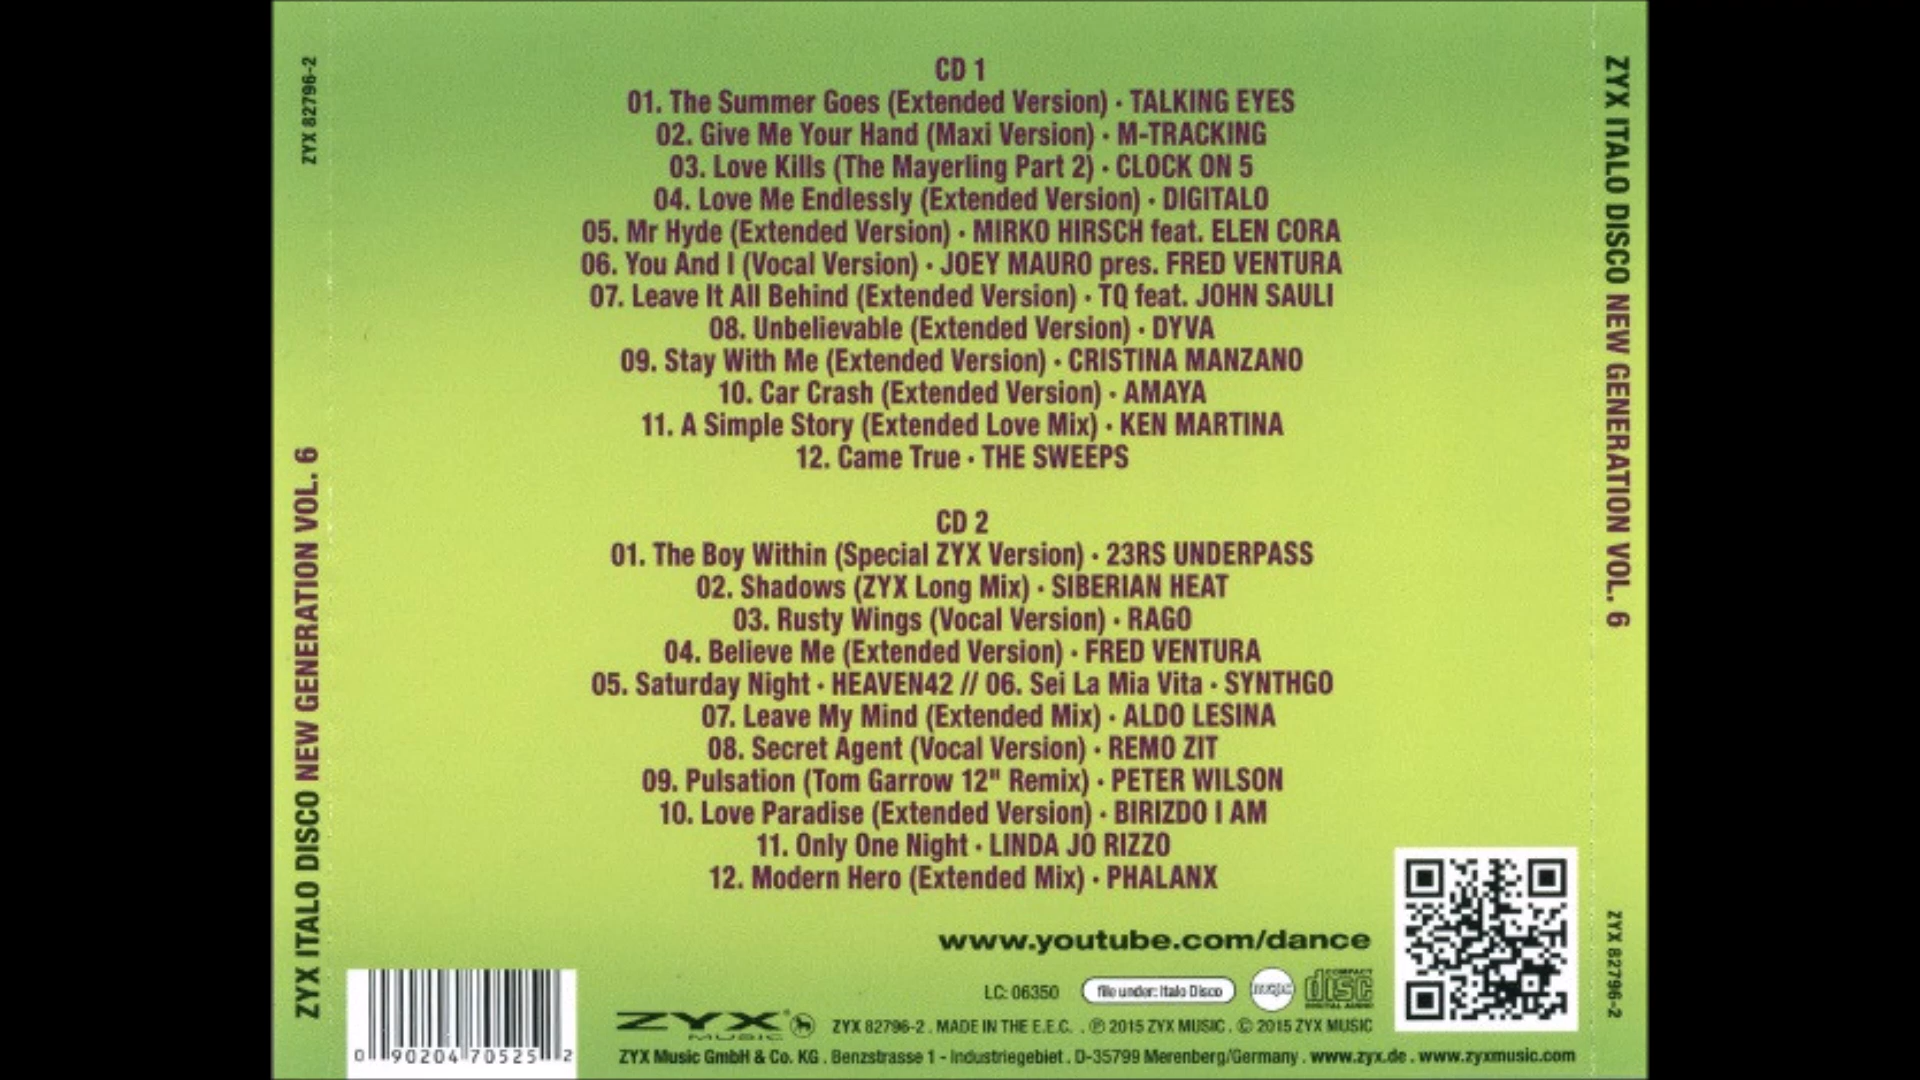 ZYX 82796-2
ZYX ITALO DISCO NEW GENERATION VOL. 6
CD 1
01. The Summer Goes (Extended Version) · TALKING EYES
02. Give Me Your Hand (Maxi Version) · M-TRACKING
03. Love Kills (The Mayerling Part 2) · CLOCK ON 5
04. Love Me Endlessly (Extended Version) · DIGITALO
05. Mr Hyde (Extended Version) · MIRKO HIRSCH feat. ELEN CORA
06. You And I (Vocal Version) · JOEY MAURO pres. FRED VENTURA
07. Leave It All Behind (Extended Version) · TQ feat. JOHN SAULI
08. Unbelievable (Extended Version) · DYVA
09. Stay With Me (Extended Version) · CRISTINA MANZANO
10. Car Crash (Extended Version) · AMAYA
11. A Simple Story (Extended Love Mix) · KEN MARTINA
12. Came True · THE SWEEPS
CD 2
01. The Boy Within (Special ZYX Version) · 23RS UNDERPASS
02. Shadows (ZYX Long Mix) · SIBERIAN HEAT
03. Rusty Wings (Vocal Version) · RAGO
04. Believe Me (Extended Version) · FRED VENTURA
05. Saturday Night · HEAVEN42 // 06. Sei La Mia Vita · SYNTHGO
07. Leave My Mind (Extended Mix) · ALDO LESINA
08. Secret Agent (Vocal Version) · REMO ZIT
09. Pulsation (Tom Garrow 12" Remix) · PETER WILSON
10. Love Paradise (Extended Version) · BIRIZDO I AM
11. Only One Night · LINDA JO RIZZO
12. Modern Hero (Extended Mix) · PHALANX
www.youtube.com/dance
LC: 06350
file under: Italo Disco
COMPACT
disc
DIGITAL AUDIO
ZYX
MUSIC
ZYX 82796-2 . MADE IN THE E.E.C. . ℗ 2015 ZYX MUSIC . © 2015 ZYX MUSIC
ZYX Music GmbH & Co. KG . Benzstrasse 1 - Industriegebiet . D-35799 Merenberg/Germany . www.zyx.de . www.zyxmusic.com
0 90204 70525 2
ZYX ITALO DISCO NEW GENERATION VOL. 6
ZYX 82796-2